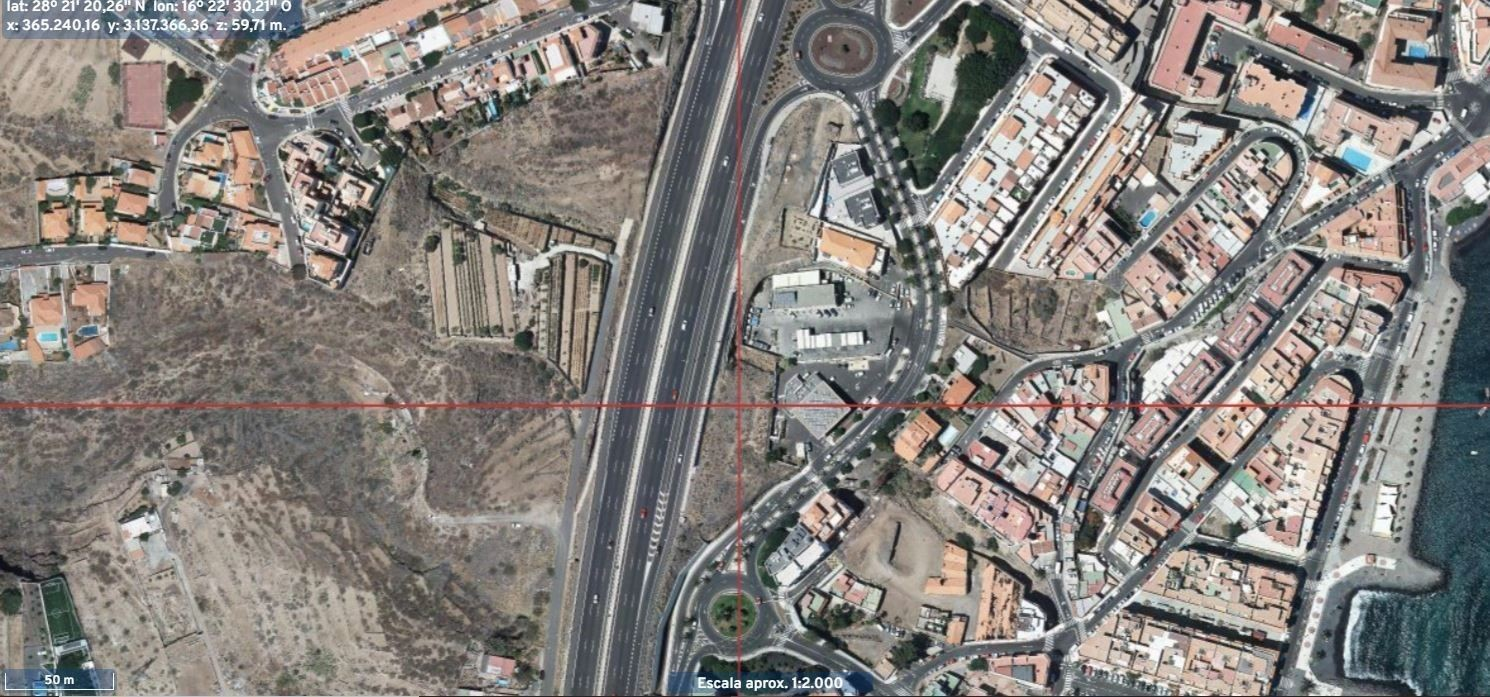 lat: 28º 21' 20,26" N lon: 16º 22' 30,21" O
x: 365.240,16 y: 3.137.366,36 z: 59,71 m.
50 m
Escala aprox. 1:2.000